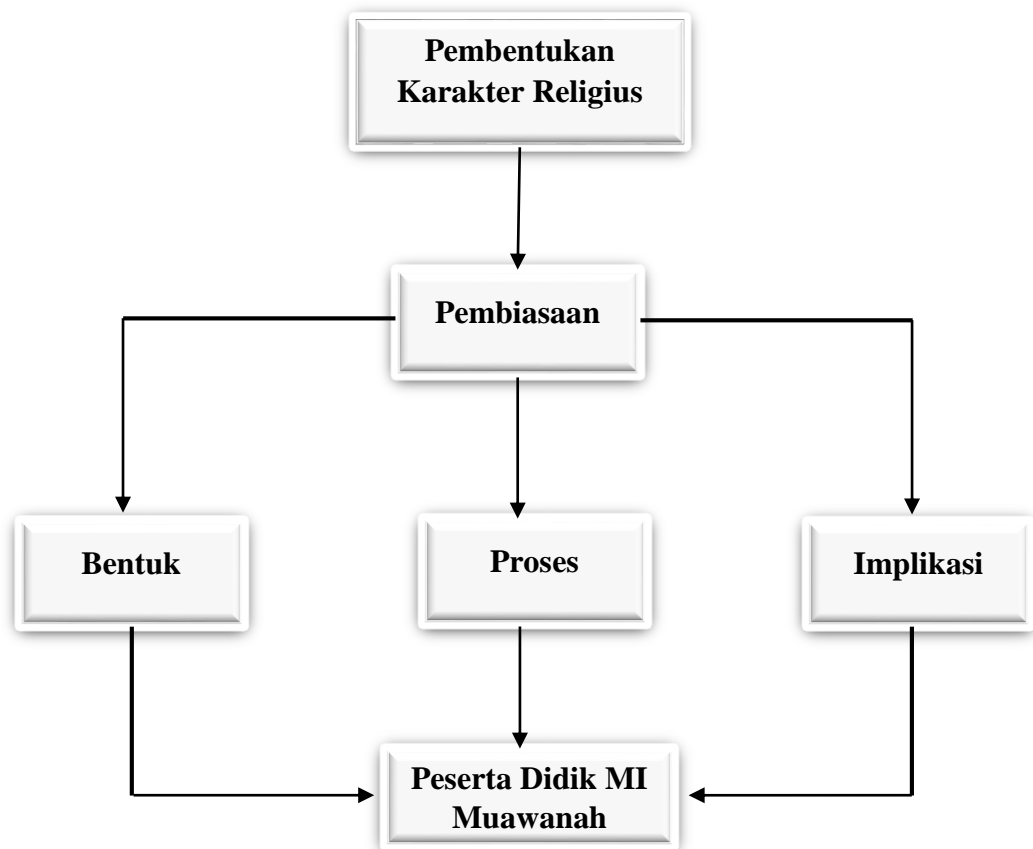 Pembentukan
Karakter Religius
Pembiasaan
Bentuk
Proses
Implikasi
Peserta Didik MI
Muawanah